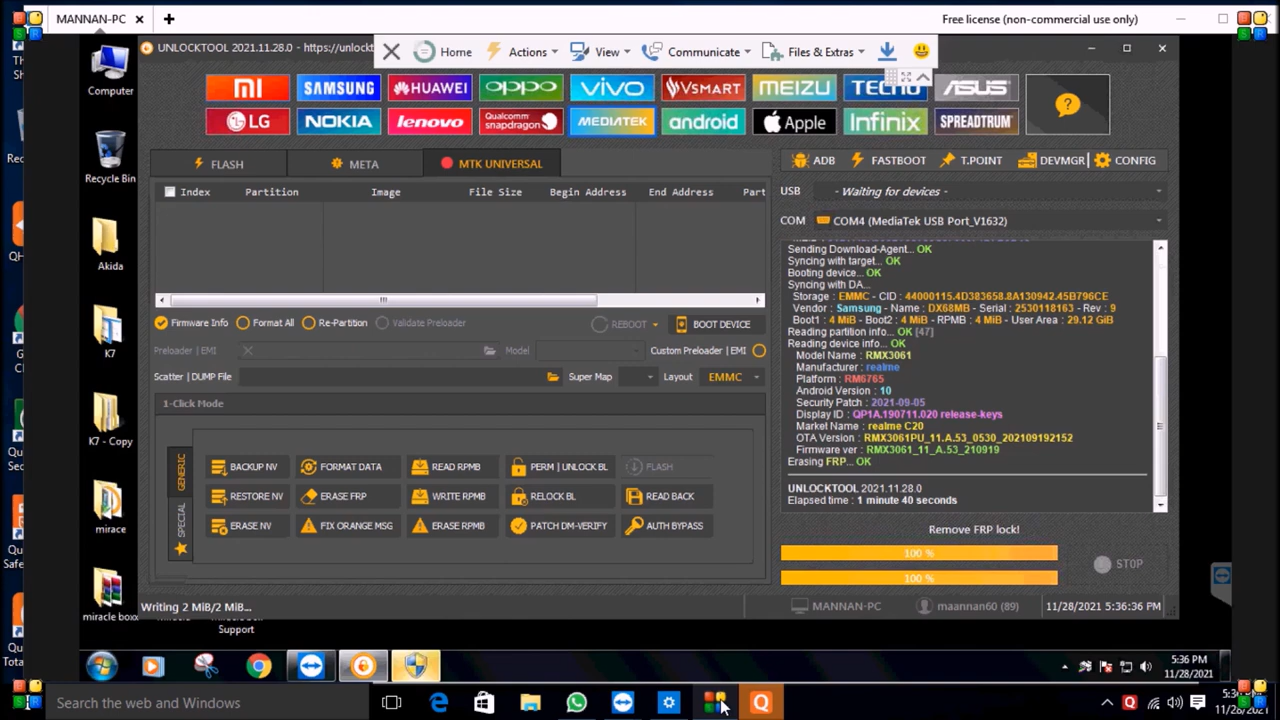 MANNAN-PC
Free license (non-commercial use only)
UNLOCKTOOL 2021.11.28.0 - https://unlockt
Home
Actions
View
Communicate
Files & Extras
Computer
Recycle Bin
Akida
K7
K7 - Copy
mirace
miracle boxx
Support
MI
SAMSUNG
HUAWEI
OPPO
VIVO
VSMART
MEIZU
TECNO
ASUS
LG
NOKIA
lenovo
Qualcomm snapdragon
MEDIATEK
android
Apple
Infinix
SPREADTRUM
FLASH
META
MTK UNIVERSAL
ADB
FASTBOOT
T.POINT
DEVMGR
CONFIG
Index Partition Image File Size Begin Address End Address Part
USB - Waiting for devices -
COM COM4 (MediaTek USB Port_V1632)
Sending Download-Agent... OK
Syncing with target... OK
Booting device... OK
Syncing with DA...
Storage : EMMC - CID : 44000115.4D383658.8A130942.45B796CE
Vendor : Samsung - Name : DX68MB - Serial : 2530118163 - Rev : 9
Boot1 : 4 MiB - Boot2 : 4 MiB - RPMB : 4 MiB - User Area : 29.12 GiB
Reading partition info... OK [47]
Reading device info... OK
Model Name : RMX3061
Manufacturer : realme
Platform : RM6765
Android Version : 10
Security Patch : 2021-09-05
Display ID : QP1A.190711.020 release-keys
Market Name : realme C20
OTA Version : RMX3061PU_11.A.53_0530_202109192152
Firmware ver : RMX3061_11_A.53_210919
Erasing FRP... OK
UNLOCKTOOL 2021.11.28.0
Elapsed time : 1 minute 40 seconds
Firmware Info
Format All
Re-Partition
Validate Preloader
REBOOT
BOOT DEVICE
Preloader | EMI
Model
Custom Preloader | EMI
Scatter | DUMP File
Super Map
Layout EMMC
1-Click Mode
GENERIC
SPECIAL
BACKUP NV
FORMAT DATA
READ RPMB
PERM | UNLOCK BL
FLASH
RESTORE NV
ERASE FRP
WRITE RPMB
RELOCK BL
READ BACK
ERASE NV
FIX ORANGE MSG
ERASE RPMB
PATCH DM-VERIFY
AUTH BYPASS
Remove FRP lock!
100 %
100 %
STOP
Writing 2 MiB/2 MiB...
MANNAN-PC
maannan60 (89)
11/28/2021 5:36:36 PM
5:36 PM
11/28/2021
Search the web and Windows